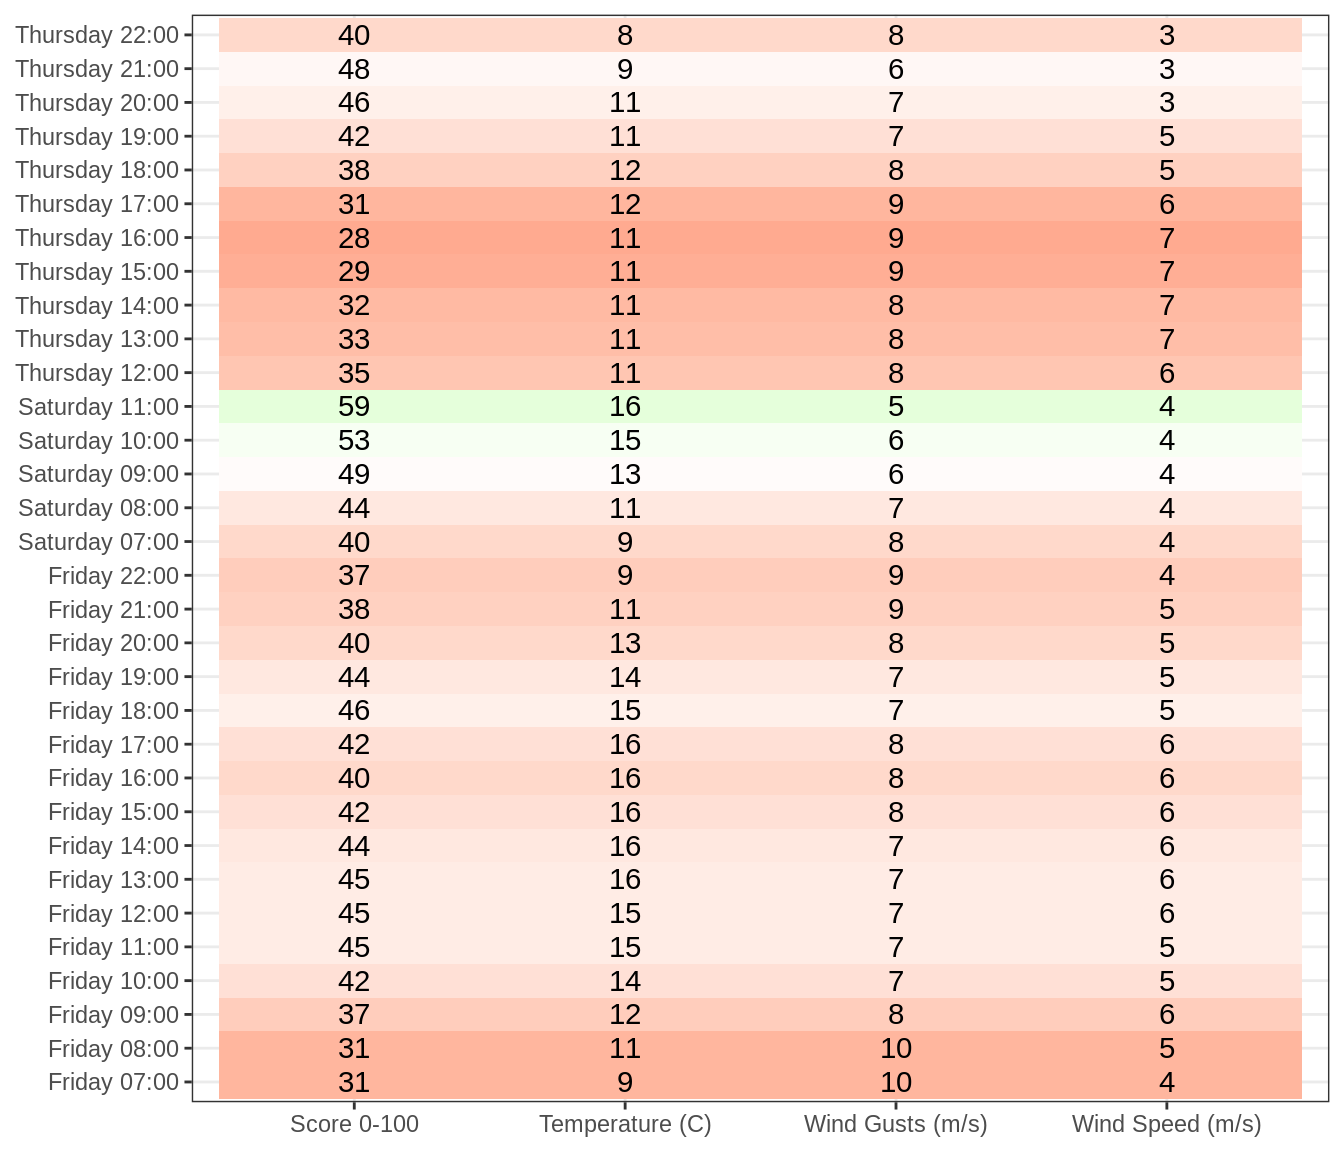 Thursday 22:00 40 8 8 3
Thursday 21:00 48 9 6 3
Thursday 20:00 46 11 7 3
Thursday 19:00 42 11 7 5
Thursday 18:00 38 12 8 5
Thursday 17:00 31 12 9 6
Thursday 16:00 28 11 9 7
Thursday 15:00 29 11 9 7
Thursday 14:00 32 11 8 7
Thursday 13:00 33 11 8 7
Thursday 12:00 35 11 8 6
Saturday 11:00 59 16 5 4
Saturday 10:00 53 15 6 4
Saturday 09:00 49 13 6 4
Saturday 08:00 44 11 7 4
Saturday 07:00 40 9 8 4
Friday 22:00 37 9 9 4
Friday 21:00 38 11 9 5
Friday 20:00 40 13 8 5
Friday 19:00 44 14 7 5
Friday 18:00 46 15 7 5
Friday 17:00 42 16 8 6
Friday 16:00 40 16 8 6
Friday 15:00 42 16 8 6
Friday 14:00 44 16 7 6
Friday 13:00 45 16 7 6
Friday 12:00 45 15 7 6
Friday 11:00 45 15 7 5
Friday 10:00 42 14 7 5
Friday 09:00 37 12 8 6
Friday 08:00 31 11 10 5
Friday 07:00 31 9 10 4
Score 0-100 Temperature (C) Wind Gusts (m/s) Wind Speed (m/s)